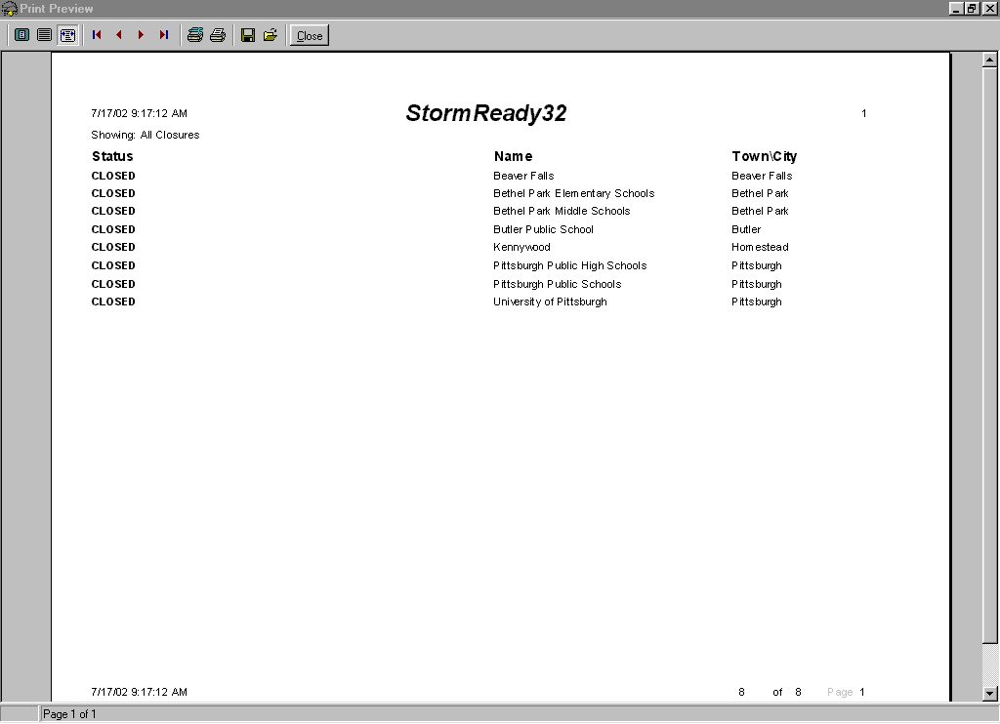 Print Preview
Close
7/17/02 9:17:12 AM StormReady32 1
Showing: All Closures
Status Name Town\City
CLOSED Beaver Falls Beaver Falls
CLOSED Bethel Park Elementary Schools Bethel Park
CLOSED Bethel Park Middle Schools Bethel Park
CLOSED Butler Public School Butler
CLOSED Kennywood Homestead
CLOSED Pittsburgh Public High Schools Pittsburgh
CLOSED Pittsburgh Public Schools Pittsburgh
CLOSED University of Pittsburgh Pittsburgh
7/17/02 9:17:12 AM 8 of 8 Page 1
Page 1 of 1